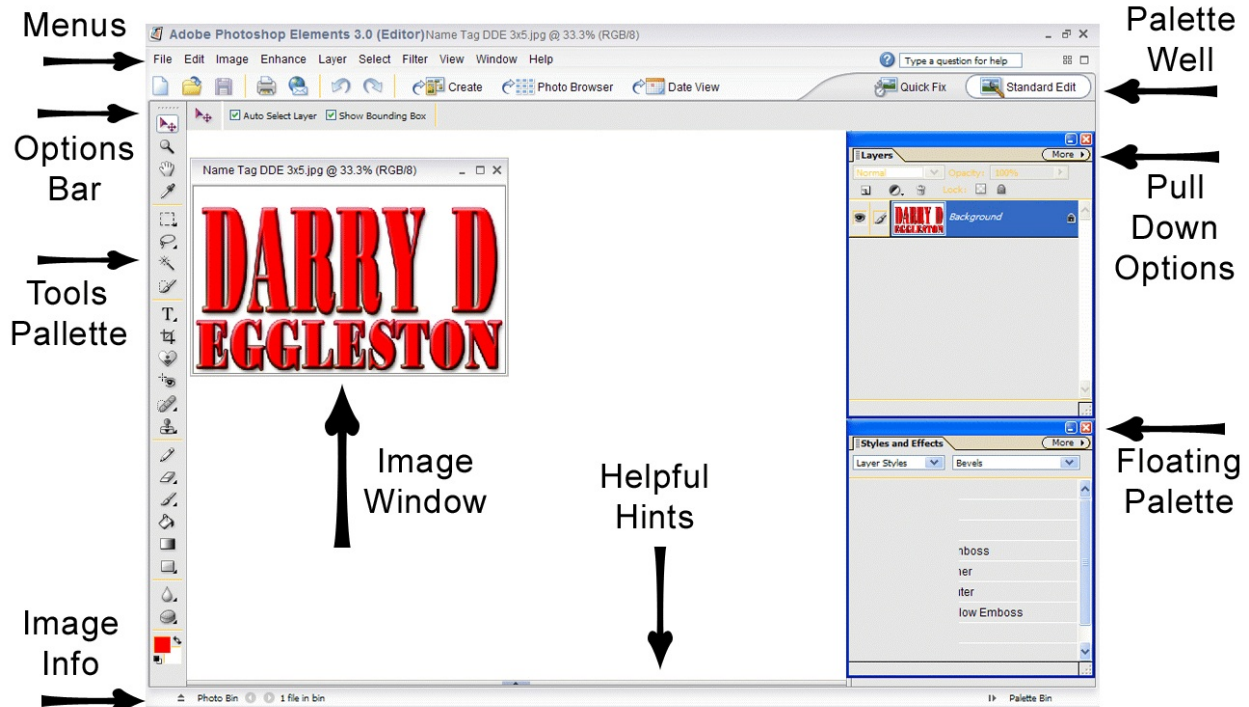 Menus
Palette
Well
Adobe Photoshop Elements 3.0 (Editor)Name Tag DDE 3x5.jpg @ 33.3% (RGB/8)
File Edit Image Enhance Layer Select Filter View Window Help
Type a question for help
Create Photo Browser Date View
Quick Fix Standard Edit
Auto Select Layer Show Bounding Box
Options
Bar
Name Tag DDE 3x5.jpg @ 33.3% (RGB/8)
DARRY D
EGGLESTON
Layers More
Normal Opacity: 100%
Lock:
DARRY D
EGGLESTON
Background
Pull
Down
Options
Tools
Pallette
T
Image
Window
Helpful
Hints
Styles and Effects More
Layer Styles Bevels
Floating
Palette
nboss
ner
iter
low Emboss
Image
Info
Photo Bin 1 file in bin
Palette Bin